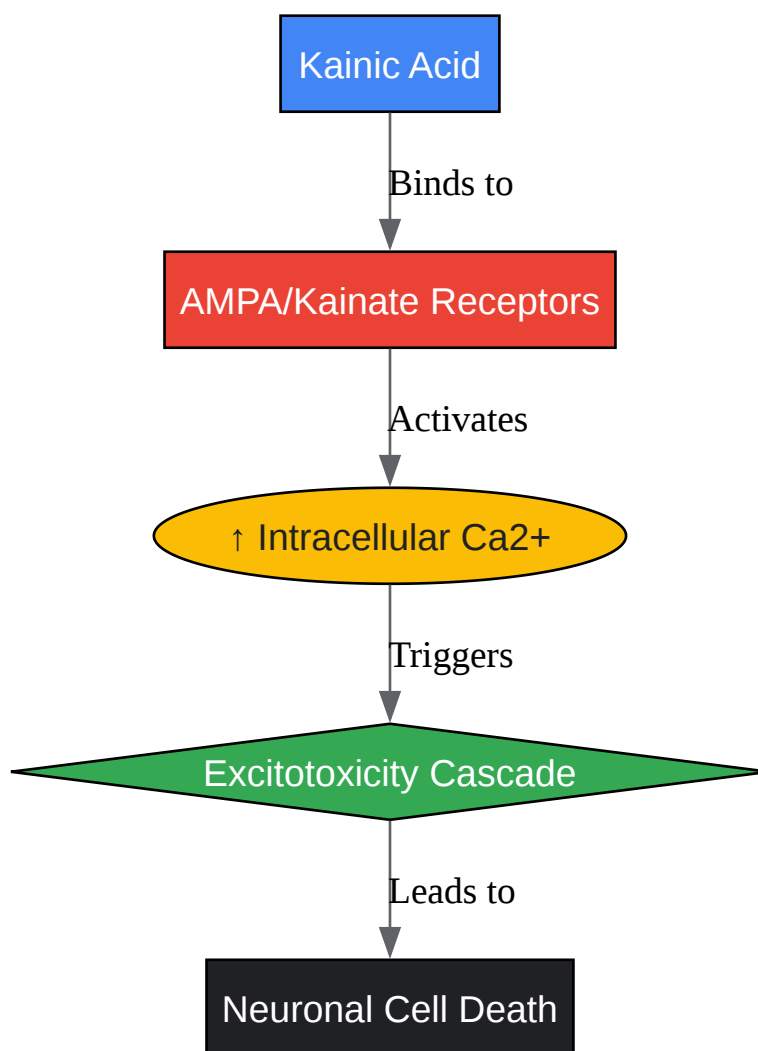 Kainic Acid
Binds to
AMPA/Kainate Receptors
Activates
↑ Intracellular Ca2+
Triggers
Excitotoxicity Cascade
Leads to
Neuronal Cell Death